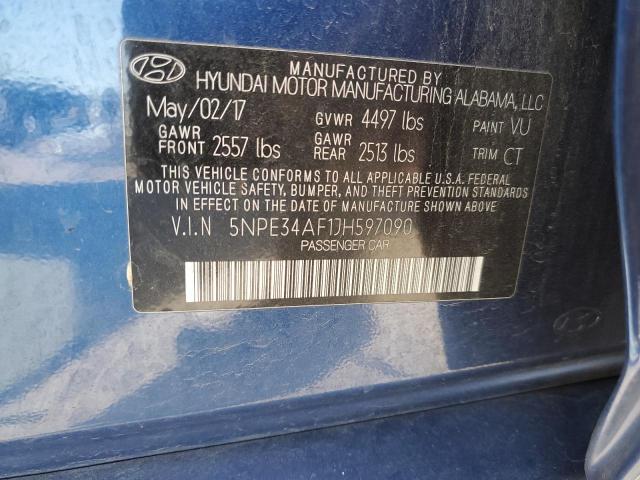 MANUFACTURED BY
HYUNDAI MOTOR MANUFACTURING ALABAMA, LLC
May/02/17 GVWR 4497 lbs PAINT VU
GAWR FRONT 2557 lbs GAWR REAR 2513 lbs TRIM CT
THIS VEHICLE CONFORMS TO ALL APPLICABLE U.S.A. FEDERAL
MOTOR VEHICLE SAFETY, BUMPER, AND THEFT PREVENTION STANDARDS
IN EFFECT ON THE DATE OF MANUFACTURE SHOWN ABOVE.
V.I.N 5NPE34AF1JH597090
PASSENGER CAR